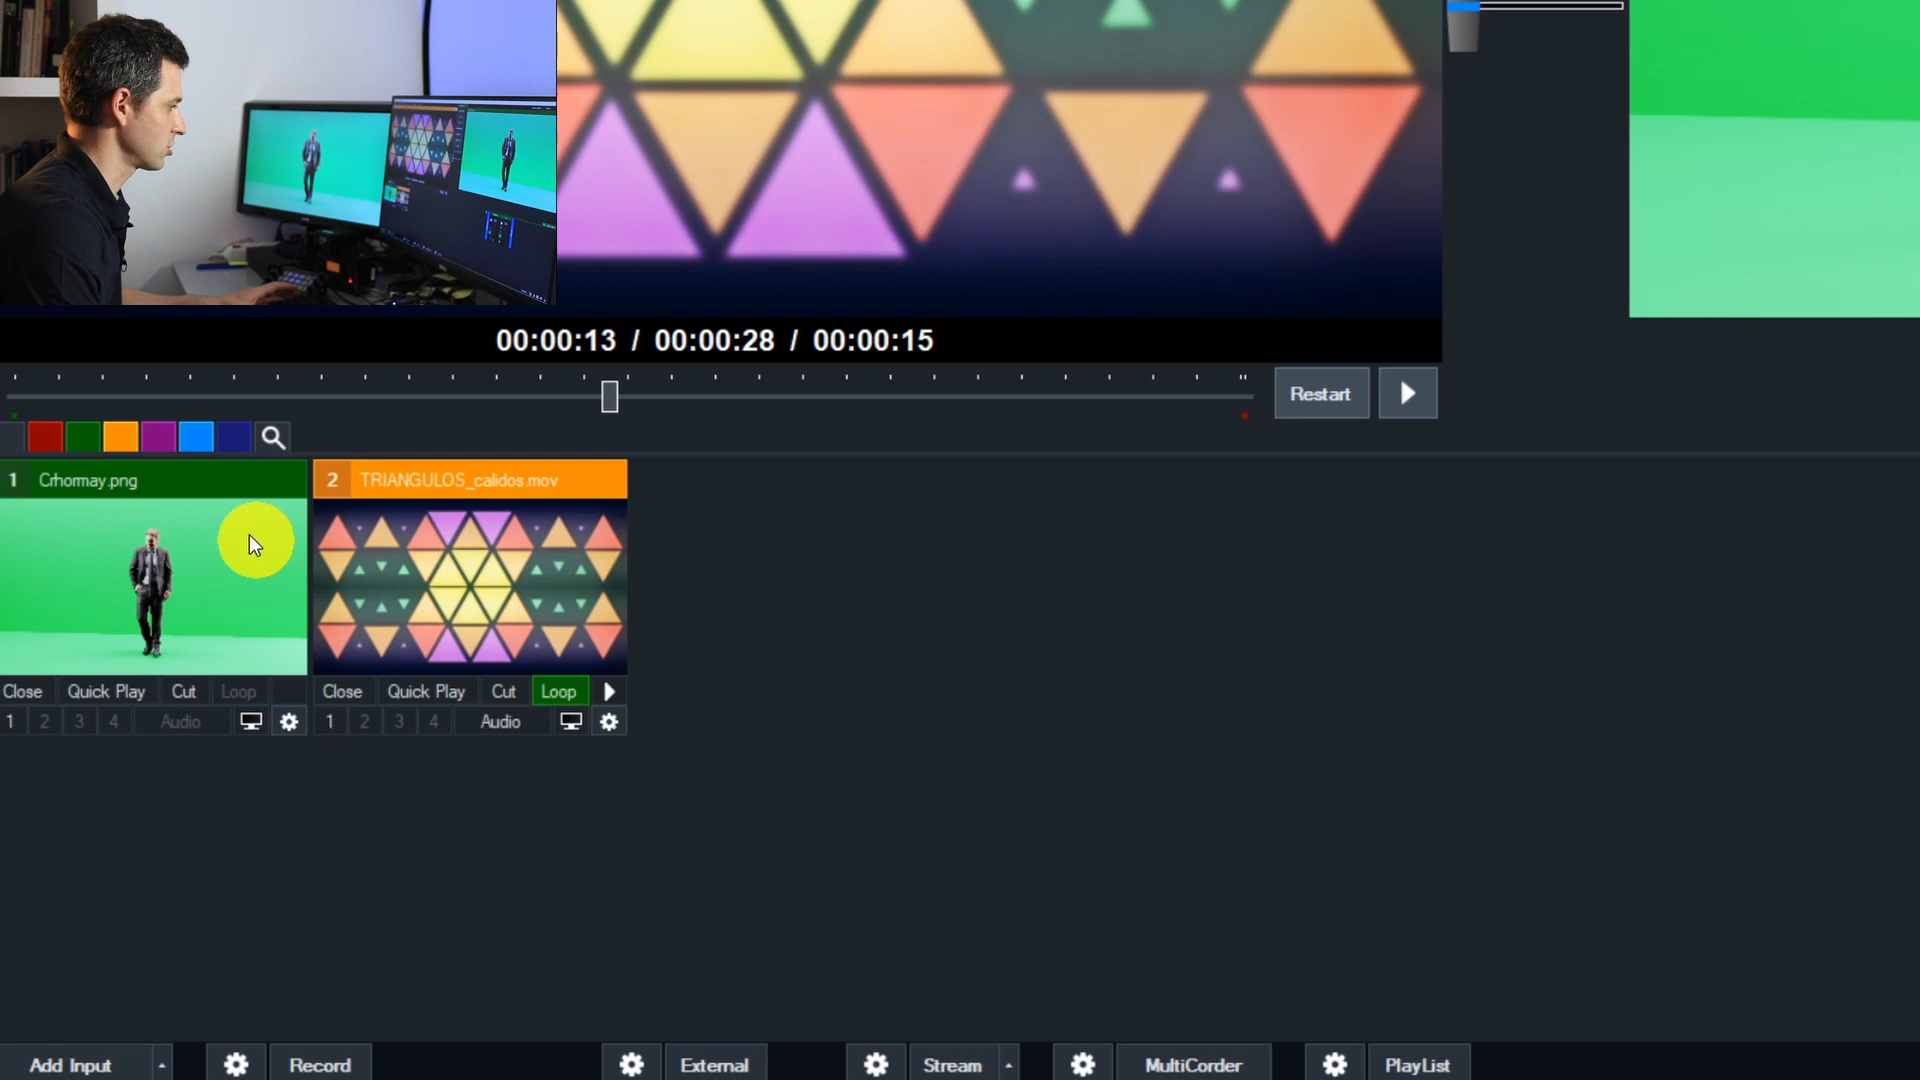 00:00:13 / 00:00:28 / 00:00:15
Restart
1 Crhormay.png
2 TRIANGULOS_calidos.mov
Close Quick Play Cut Loop
1 2 3 4 Audio
Close Quick Play Cut Loop
1 2 3 4 Audio
Add Input Record External Stream MultiCorder PlayList